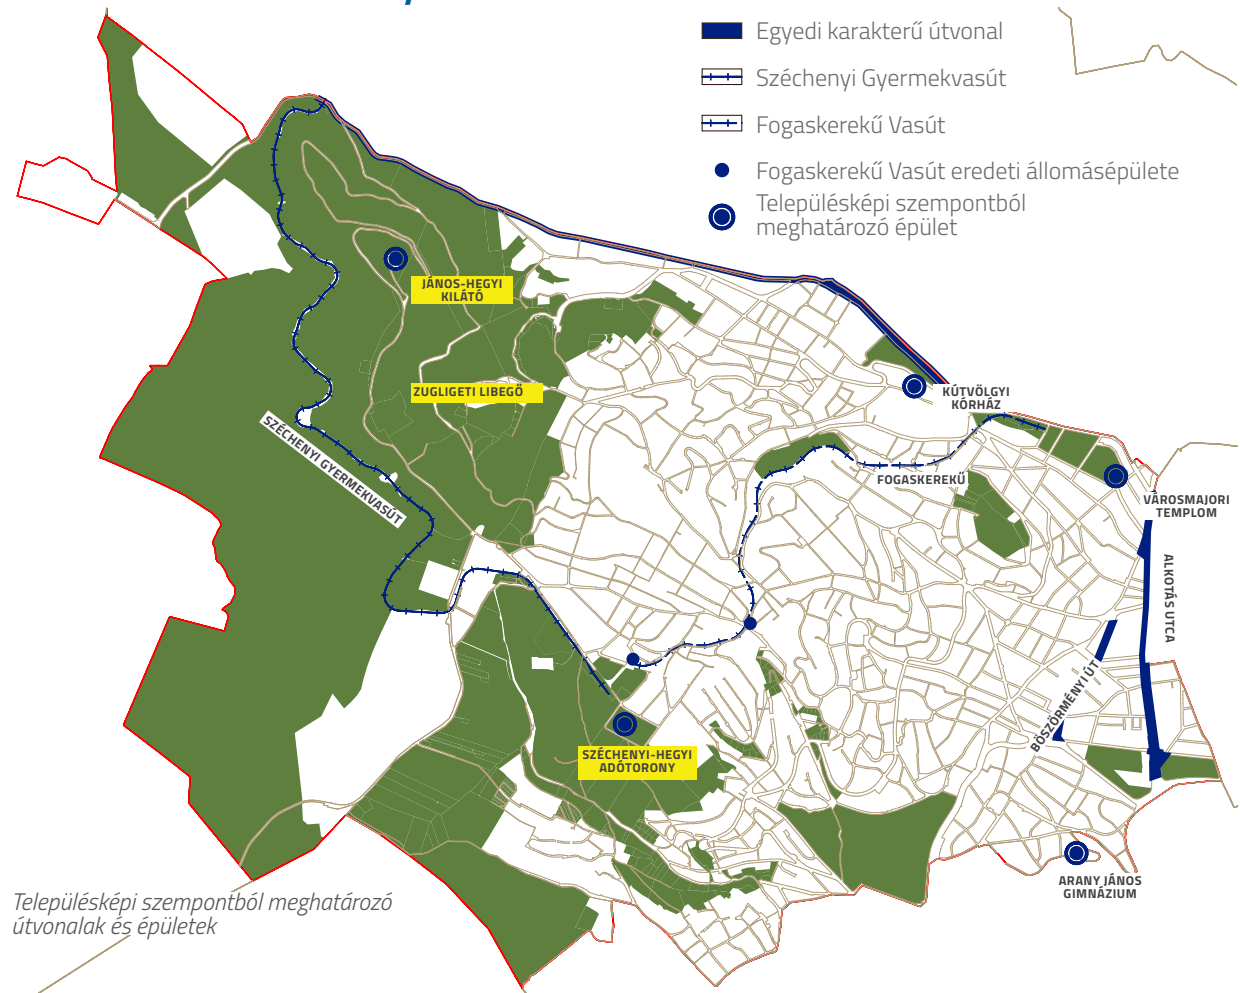 Egyedi karakterű útvonal
Széchenyi Gyermekvasút
Fogaskerekű Vasút
Fogaskerekű Vasút eredeti állomásépülete
Településképi szempontból
meghatározó épület
JÁNOS-HEGYI
KILÁTÓ
ZUGLIGETI LIBEGŐ
KÚTVÖLGYI
KÓRHÁZ
SZÉCHENYI GYERMEKVASÚT
FOGASKEREKŰ
VÁROSMAJORI
TEMPLOM
ALKOTÁS UTCA
BÖSZÖRMÉNYI ÚT
SZÉCHENYI-HEGYI
ADÓTORONY
ARANY JÁNOS
GIMNÁZIUM
Településképi szempontból meghatározó
útvonalak és épületek